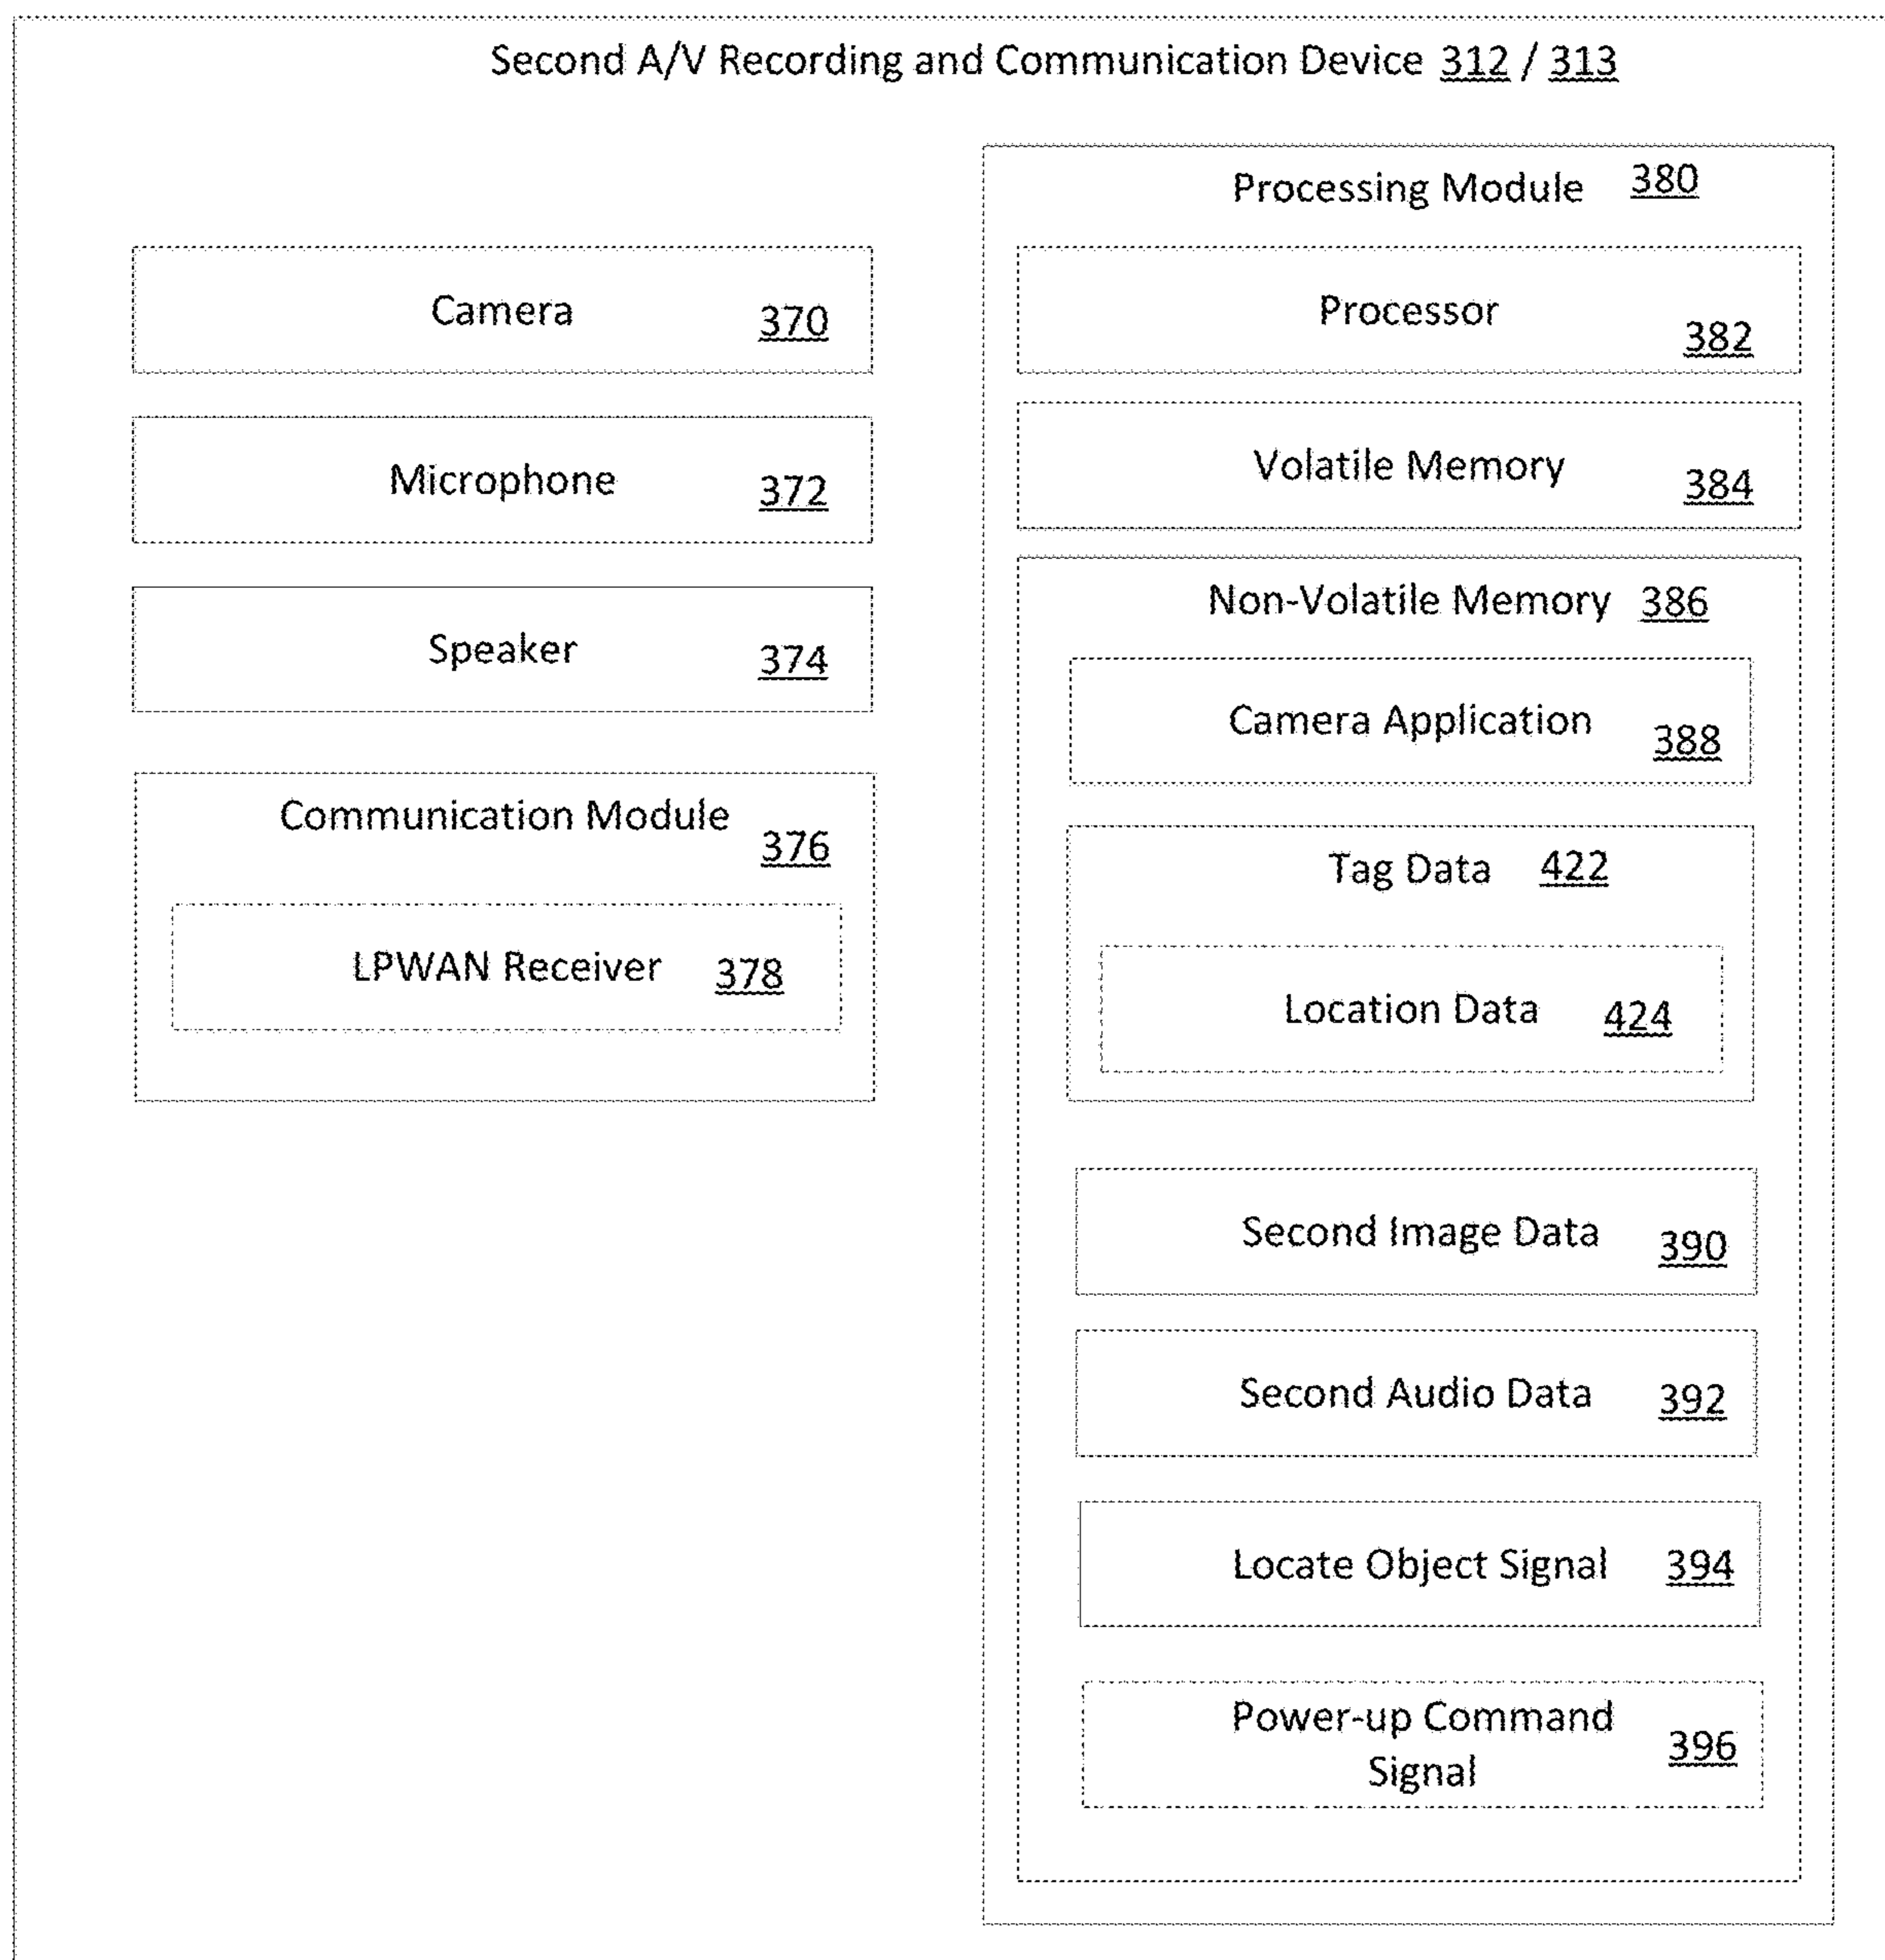 Second A/V Recording and Communication Device 312 / 313
Camera 370
Microphone 372
Speaker 374
Communication Module 376
LPWAN Receiver 378
Processing Module 380
Processor 382
Volatile Memory 384
Non-Volatile Memory 386
Camera Application 388
Tag Data 422
Location Data 424
Second Image Data 390
Second Audio Data 392
Locate Object Signal 394
Power-up Command
Signal 396